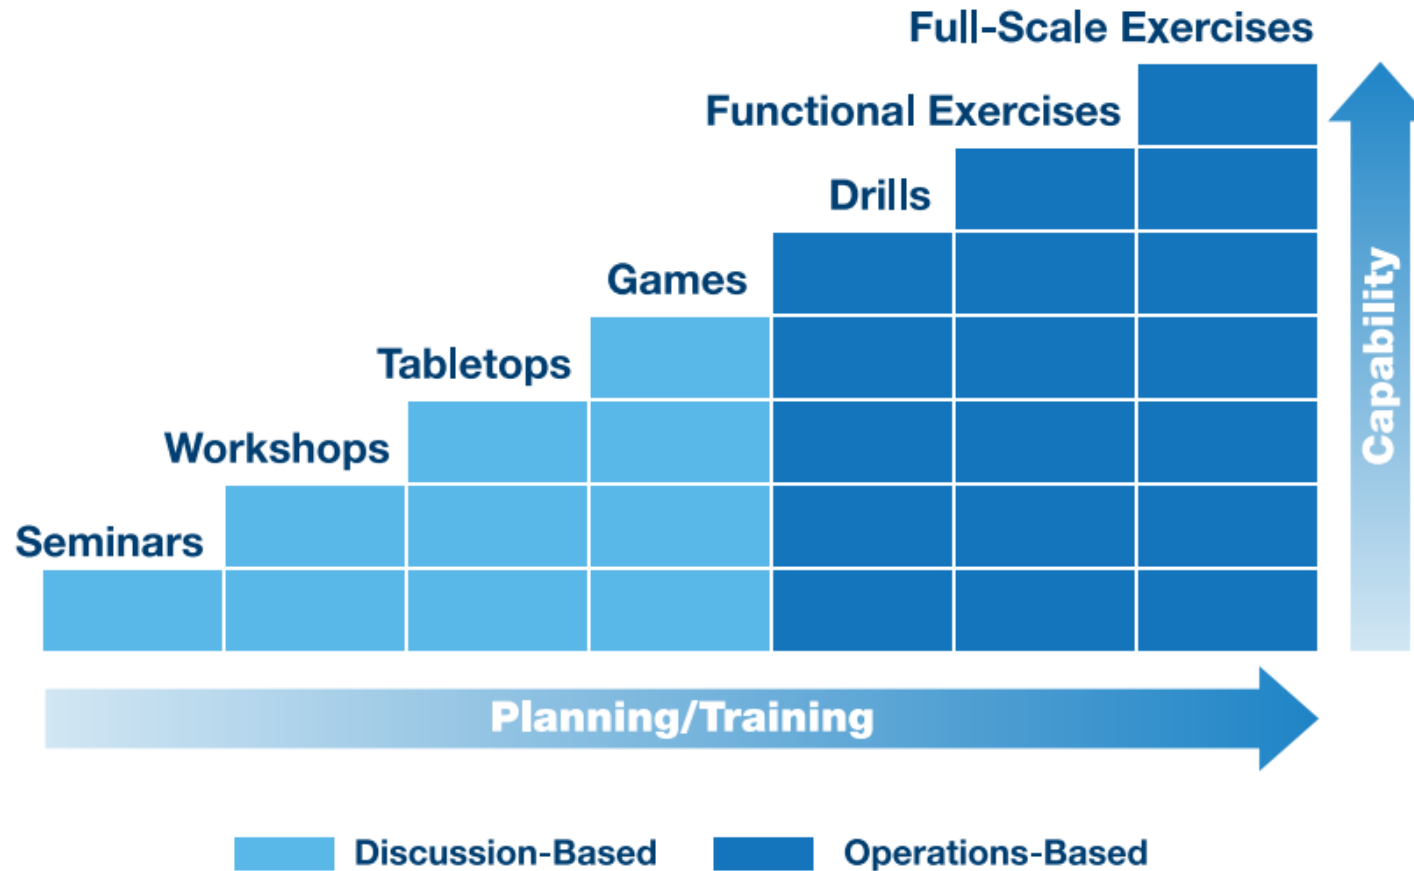 Full-Scale Exercises
Functional Exercises
Drills
Games
Tabletops
Workshops
Seminars
Capability
Planning/Training
Discussion-Based
Operations-Based